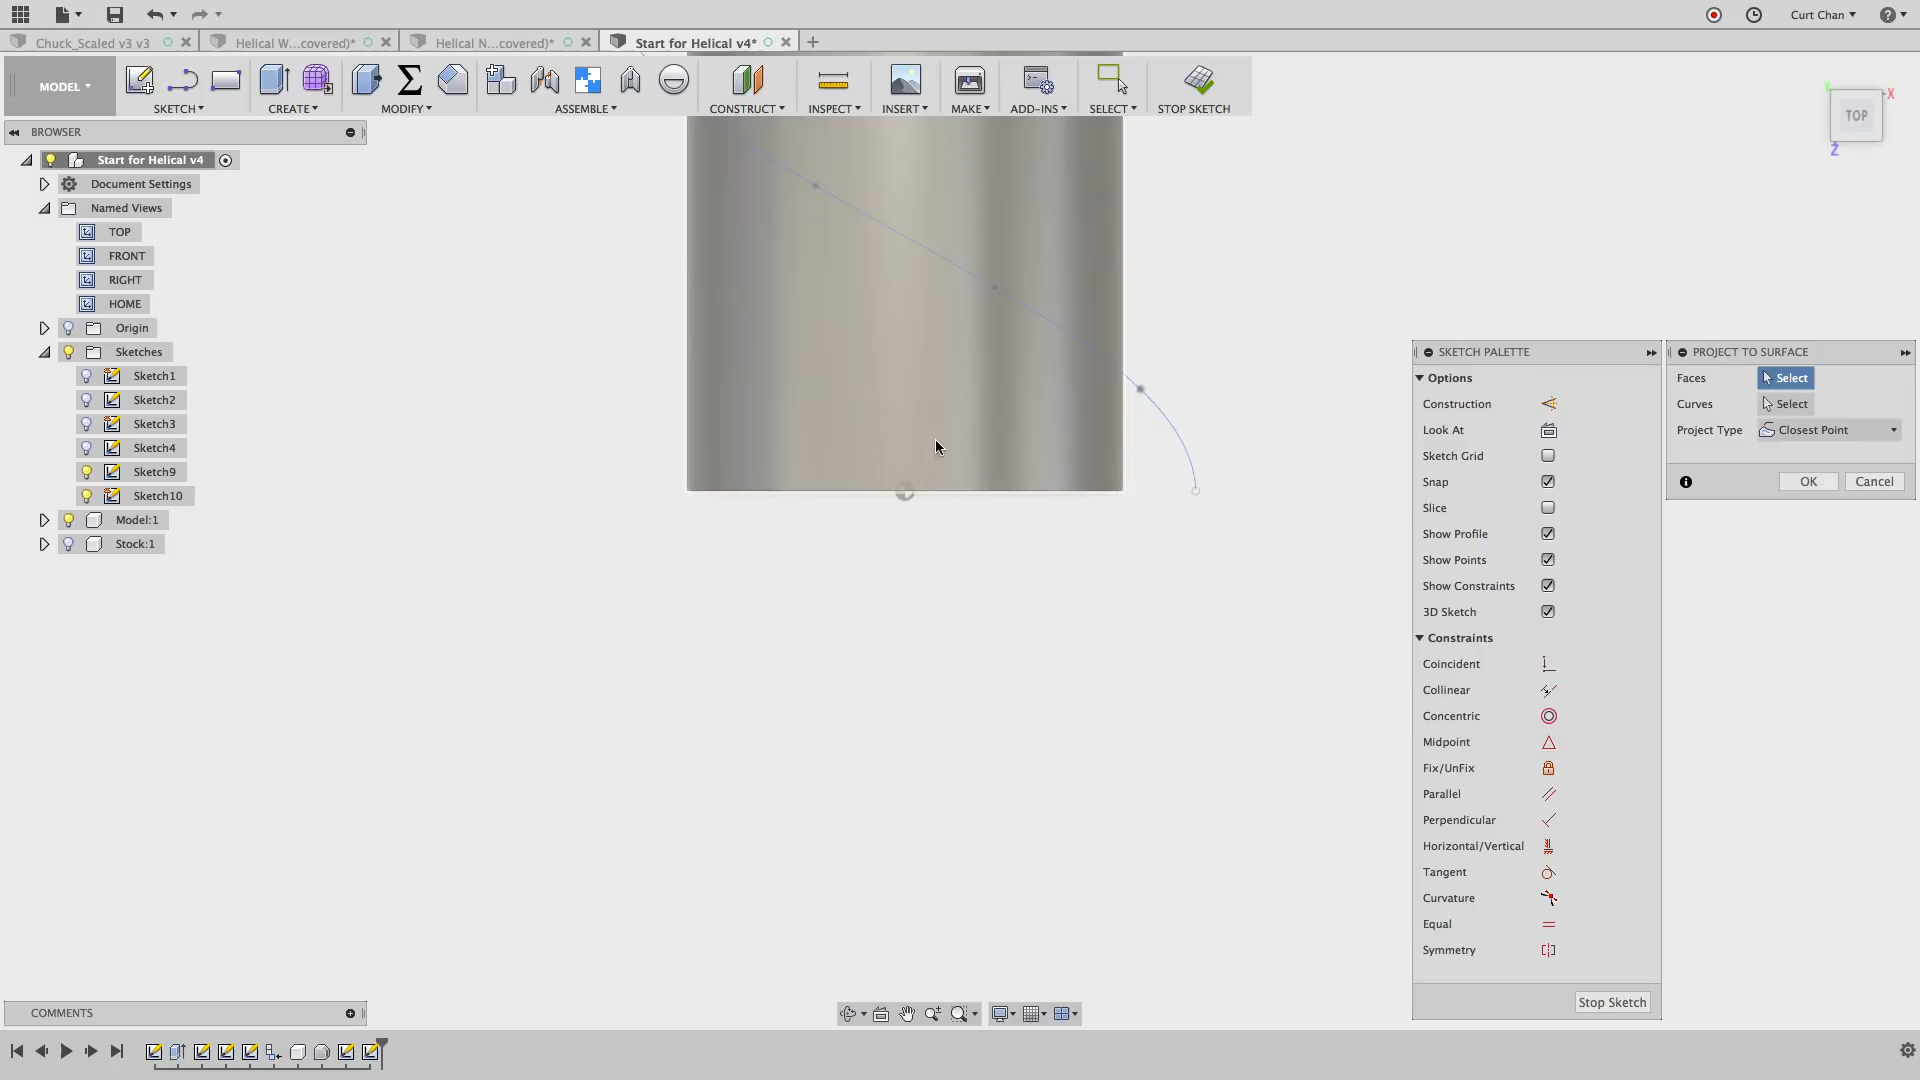 Curt Chan
Chuck_Scaled v3 v3
Helical W...covered)*
Helical N...covered)*
Start for Helical v4*
MODEL
SKETCH
CREATE
MODIFY
ASSEMBLE
CONSTRUCT
INSPECT
INSERT
MAKE
ADD-INS
SELECT
STOP SKETCH
BROWSER
TOP
X
Z
Start for Helical v4
Document Settings
Named Views
TOP
FRONT
RIGHT
HOME
Origin
Sketches
Sketch1
Sketch2
Sketch3
Sketch4
Sketch9
Sketch10
Model:1
Stock:1
SKETCH PALETTE
Options
Construction
Look At
Sketch Grid
Snap
Slice
Show Profile
Show Points
Show Constraints
3D Sketch
Constraints
Coincident
Collinear
Concentric
Midpoint
Fix/UnFix
Parallel
Perpendicular
Horizontal/Vertical
Tangent
Curvature
Equal
Symmetry
Stop Sketch
PROJECT TO SURFACE
Faces Select
Curves Select
Project Type Closest Point
OK Cancel
COMMENTS